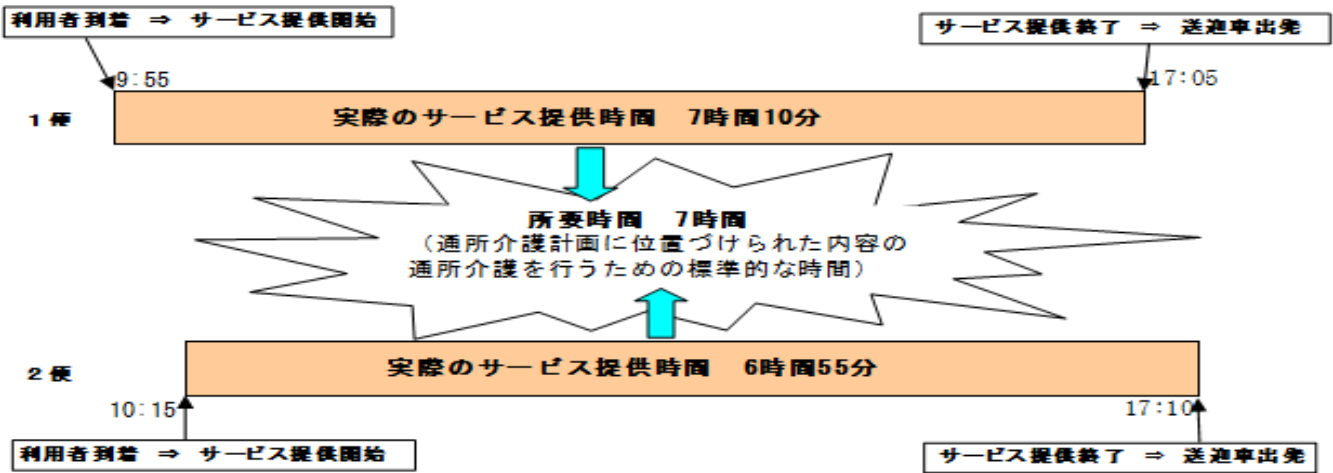 利用者到着 ⇒ サービス提供開始
サービス提供終了 ⇒ 送迎車出発
9:55
17:05
1便
実際のサービス提供時間 7時間10分
所要時間 7時間
(通所介護計画に位置づけられた内容の
通所介護を行うための標準的な時間)
2便
実際のサービス提供時間 6時間55分
10:15
17:10
利用者到着 ⇒ サービス提供開始
サービス提供終了 ⇒ 送迎車出発